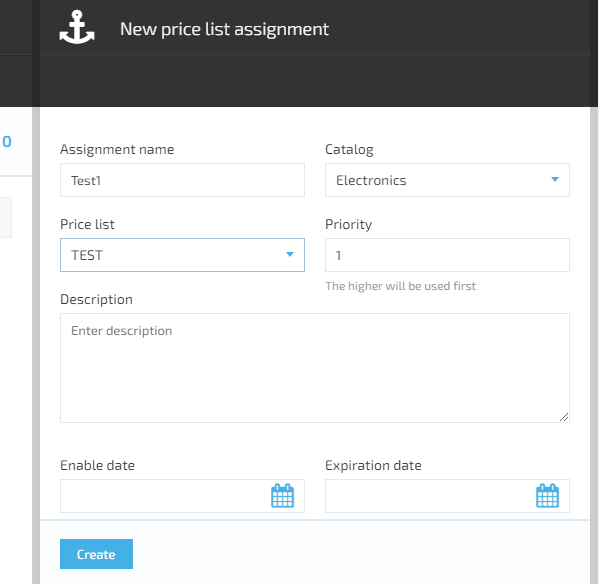 New price list assignment
0
Assignment name
Catalog
Test1
Electronics
Price list
Priority
TEST
1
The higher will be used first
Description
Enter description
Enable date
Expiration date
Create